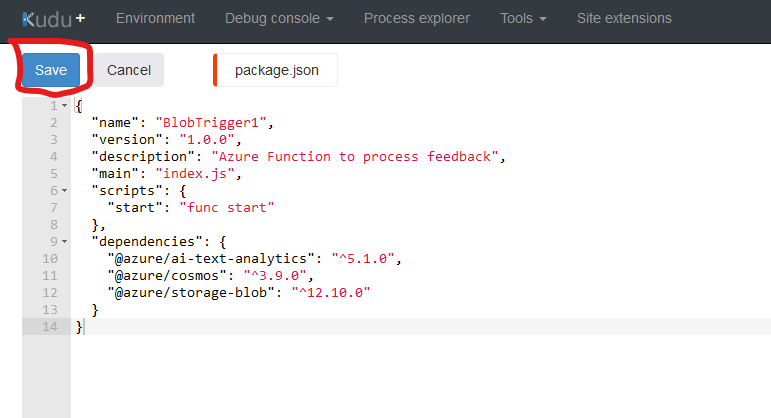 Kudu+ Environment Debug console Process explorer Tools Site extensions
Save Cancel package.json
1 {
2 "name": "BlobTrigger1",
3 "version": "1.0.0",
4 "description": "Azure Function to process feedback",
5 "main": "index.js",
6 "scripts": {
7 "start": "func start"
8 },
9 "dependencies": {
10 "@azure/ai-text-analytics": "^5.1.0",
11 "@azure/cosmos": "^3.9.0",
12 "@azure/storage-blob": "^12.10.0"
13 }
14 }